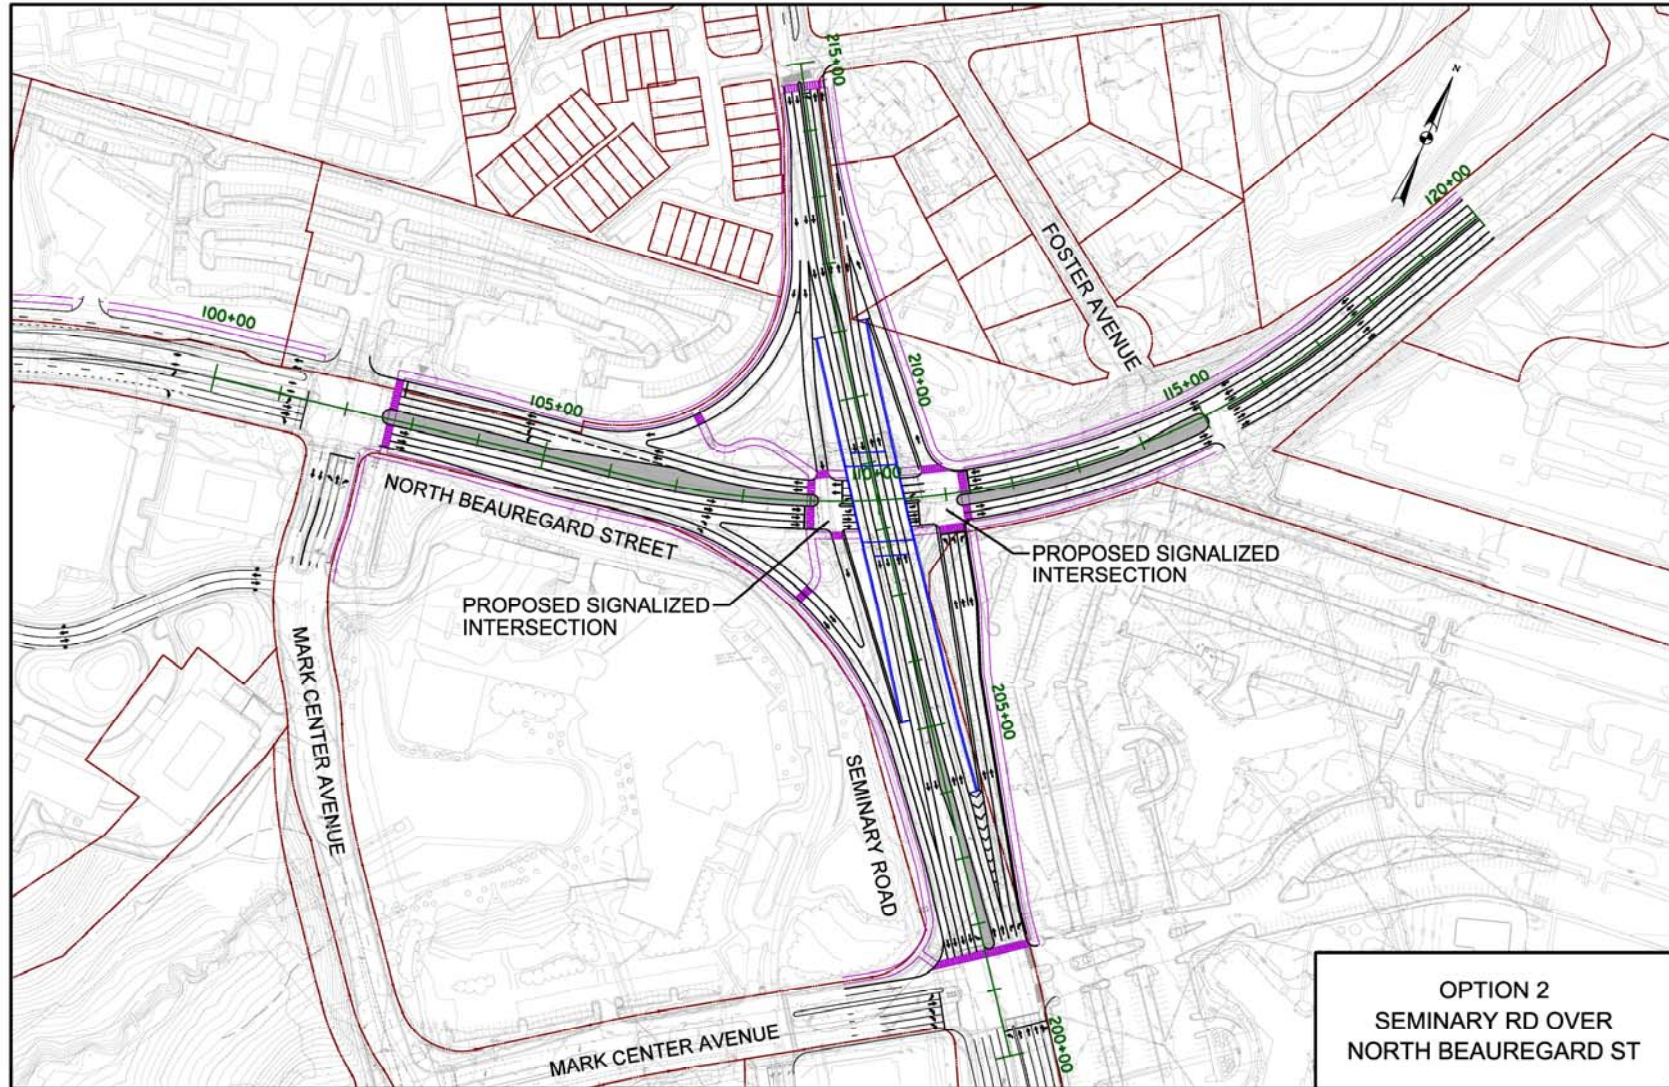 215+00
N
120+00
FOSTER AVENUE
100+00
210+00
115+00
105+00
110+00
NORTH BEAUREGARD STREET
PROPOSED SIGNALIZED
INTERSECTION
PROPOSED SIGNALIZED
INTERSECTION
MARK CENTER AVENUE
205+00
SEMINARY ROAD
MARK CENTER AVENUE
200+00
OPTION 2
SEMINARY RD OVER
NORTH BEAUREGARD ST